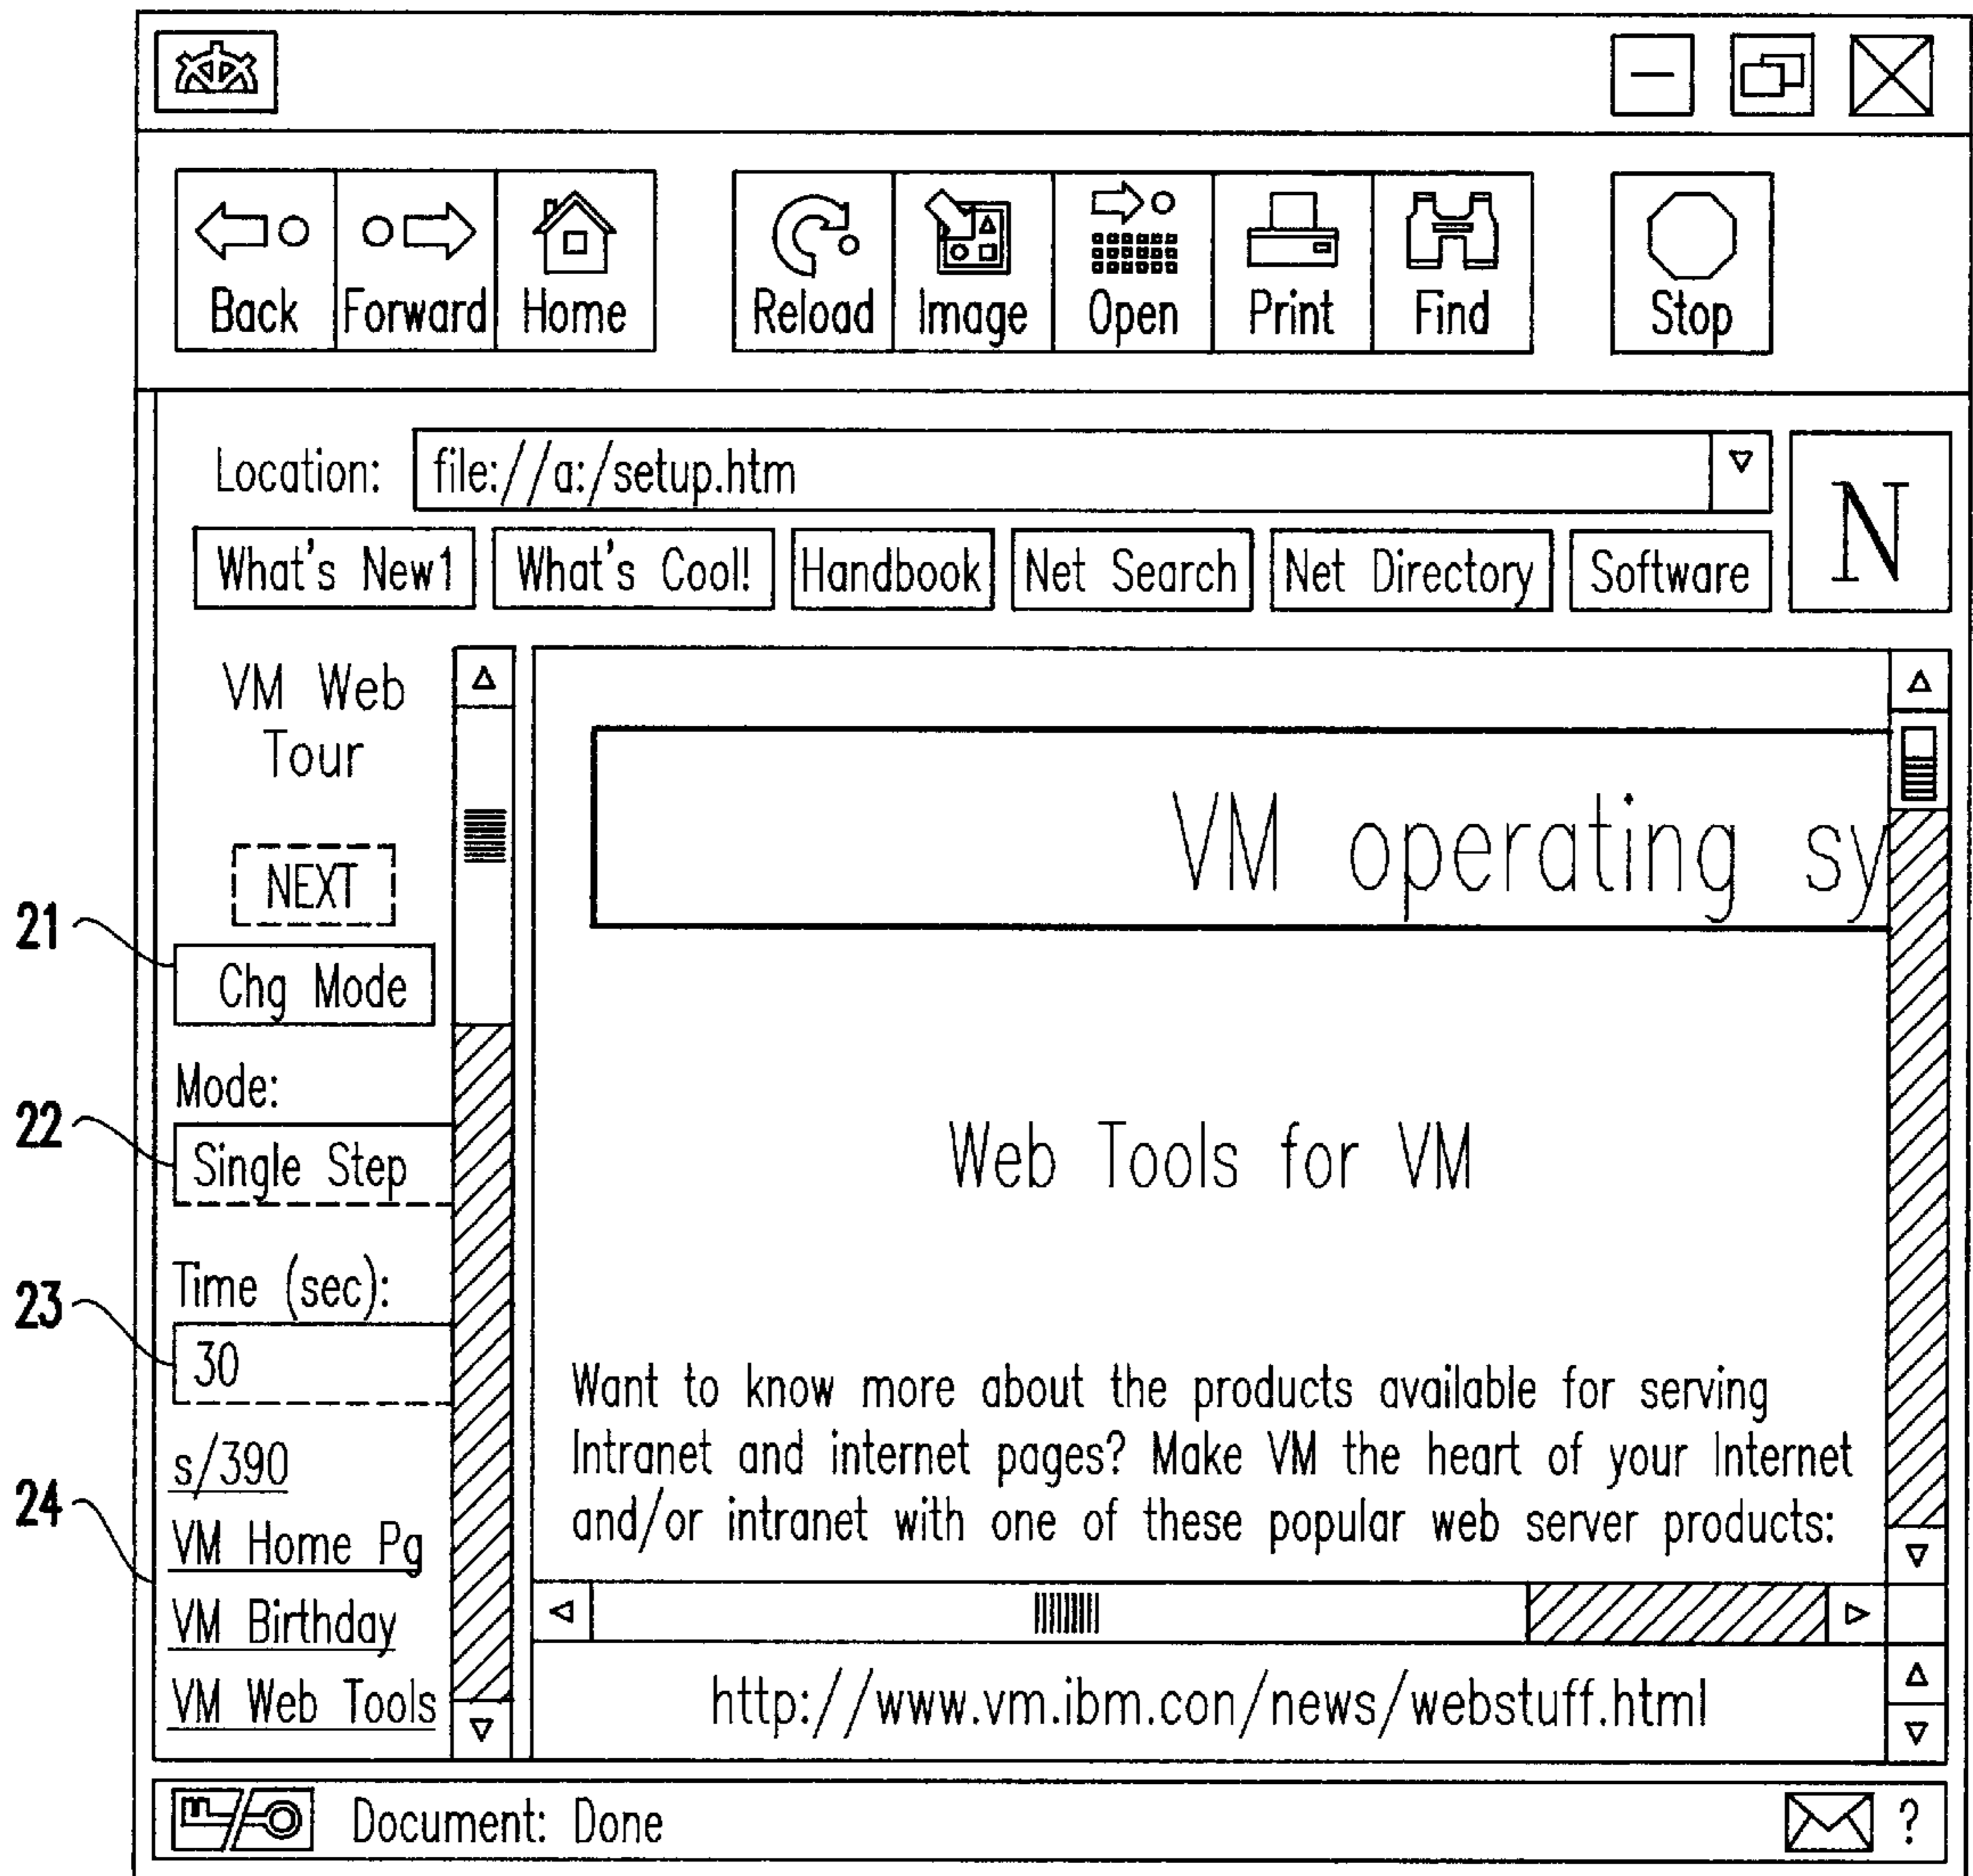 Back Forward Home Reload Image Open Print Find Stop
Location: file://a:/setup.htm
N
What's New1 What's Cool! Handbook Net Search Net Directory Software
VM Web
Tour
NEXT
21
Chg Mode
Mode:
22
Single Step
Time (sec):
23
30
s/390
24
VM Home Pg
VM Birthday
VM Web Tools
VM operating sy
Web Tools for VM
Want to know more about the products available for serving
Intranet and internet pages? Make VM the heart of your Internet
and/or intranet with one of these popular web server products:
http://www.vm.ibm.con/news/webstuff.html
Document: Done ?